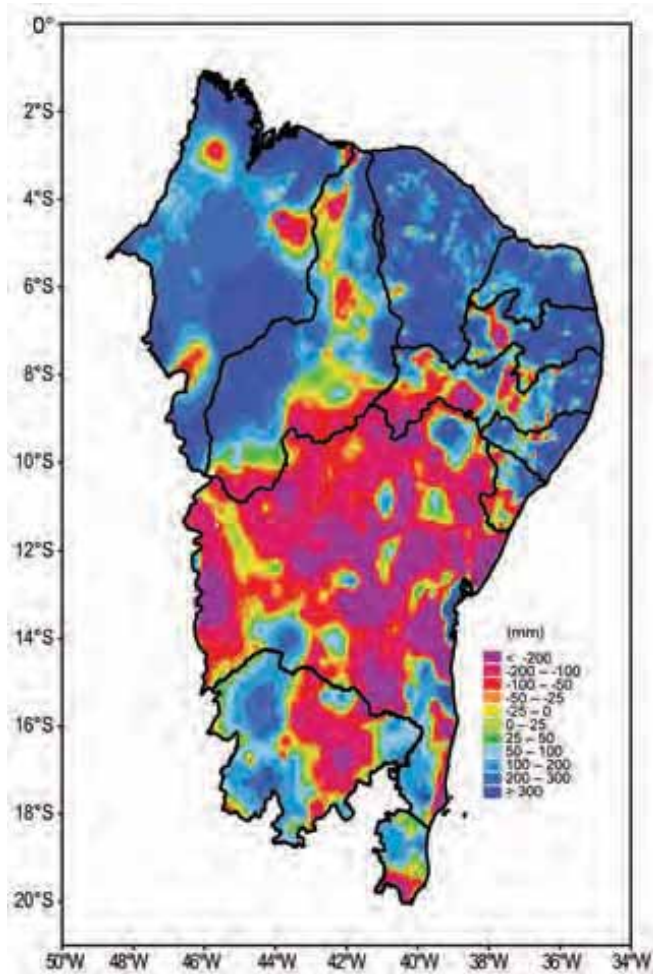 0°
2°S
4°S
6°S
8°S
10°S
12°S
14°S
16°S
18°S
20°S
(mm)
< -200
-200 – -100
-100 – -50
-50 – -25
-25 – 0
0 – 25
25 – 50
50 – 100
100 – 200
200 – 300
≥ 300
50°W 48°W 46°W 44°W 42°W 40°W 38°W 36°W 34°W